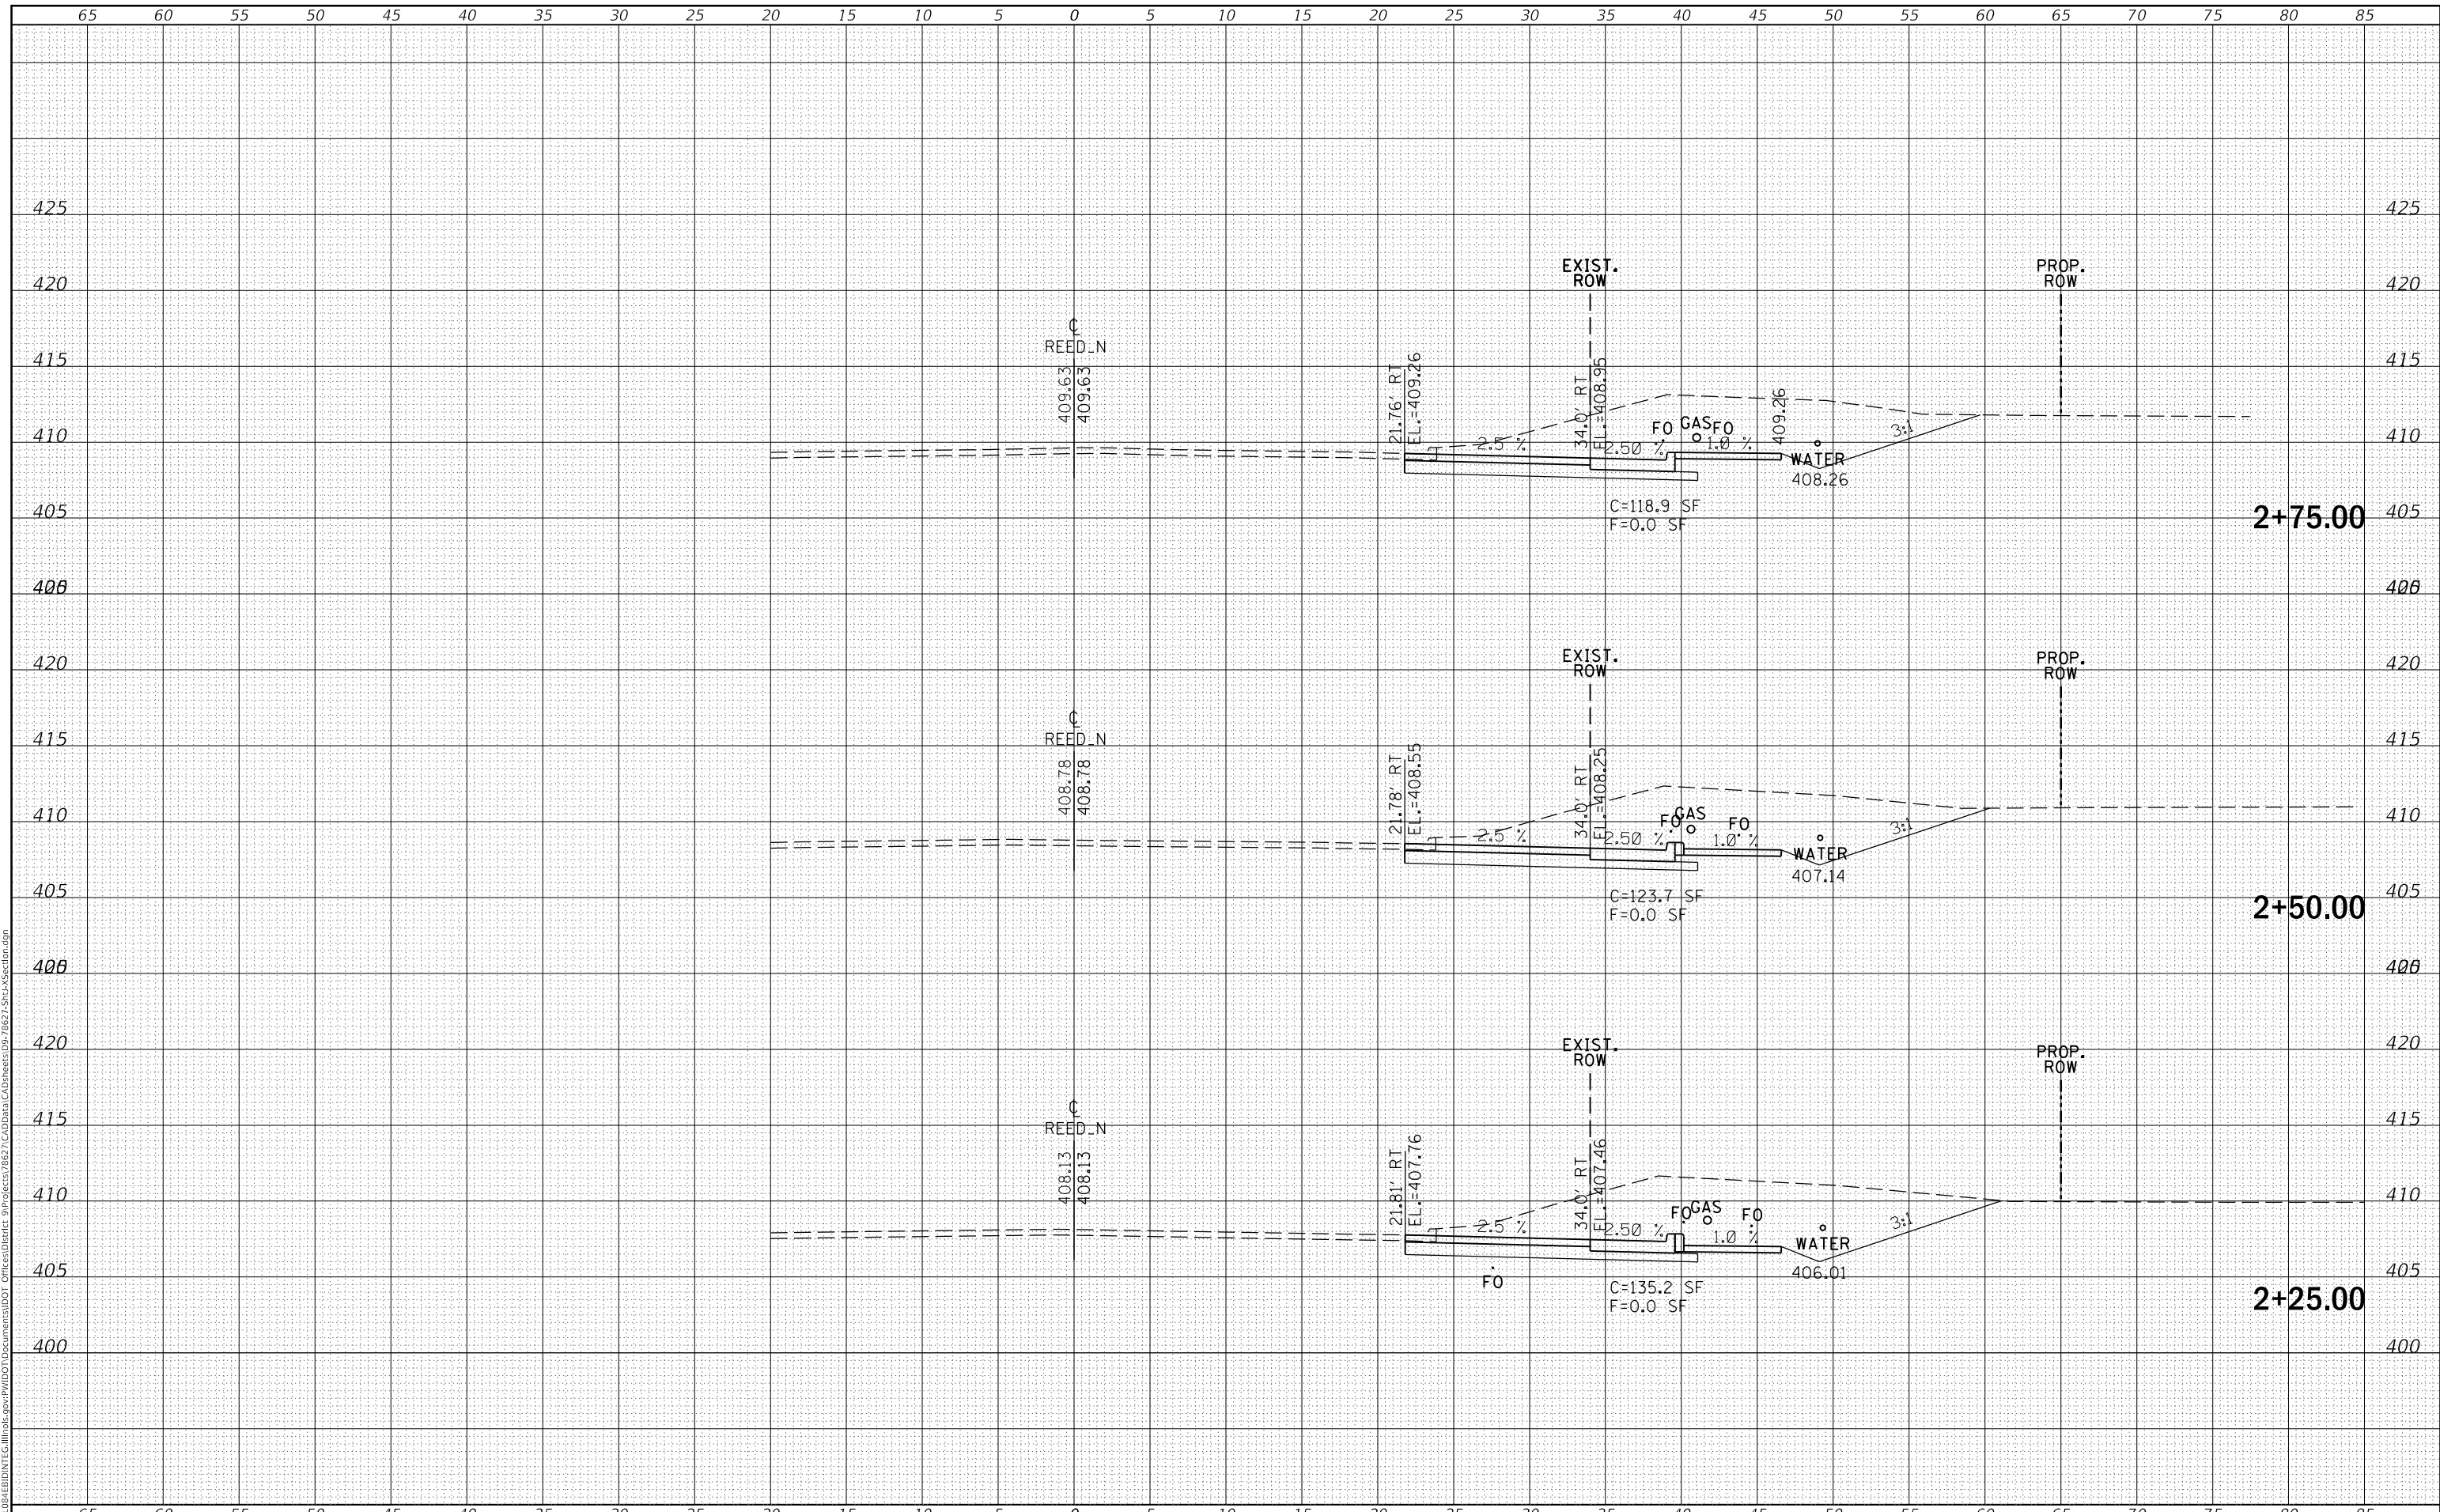 65 60 55 50 45 40 35 30 25 20 15 10 5 0 5 10 15 20 25 30 35 40 45 50 55 60 65 70 75 80 85
425 425
EXIST.
ROW
PROP.
ROW
420 420
℄
REED_N
415 415
409.63
409.63
21.76' RT
EL.=409.26
34.0' RT
EL.=408.95
409.26
FO GAS FO
410 2.5 % 2.50 % 1.0 % 3:1 410
WATER
408.26
C=118.9 SF
F=0.0 SF
405 405
2+75.00
EXIST.
ROW
PROP.
ROW
420 420
℄
REED_N
415 415
408.78
408.78
21.78' RT
EL.=408.55
34.0' RT
EL.=408.25
GAS
FO FO
410 410
2.5 % 2.50 % 1.0 % 3:1
WATER
407.14
C=123.7 SF
F=0.0 SF
405 405
2+50.00
EXIST.
ROW
PROP.
ROW
420 420
℄
REED_N
415 415
408.13
408.13
21.81' RT
EL.=407.76
34.0' RT
EL.=407.46
410 410
FO GAS FO
2.5 % 2.50 % 1.0 % 3:1
WATER
406.01
405 405
FO
C=135.2 SF
F=0.0 SF
2+25.00
400 400